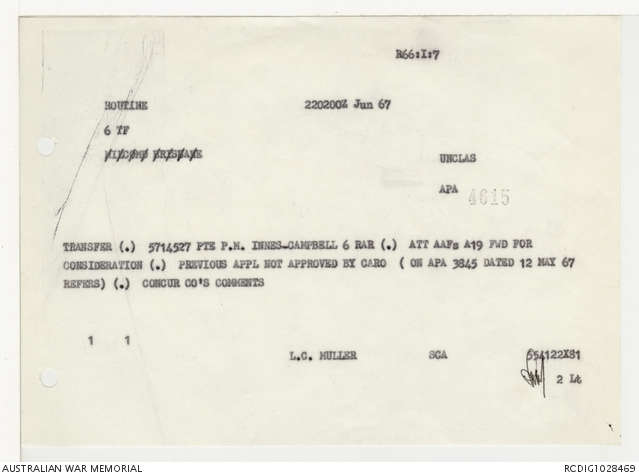 R66:I:7
ROUTINE 220200Z Jun 67
6 TF
MILCOMD BRISBANE
UNCLAS
APA 4615
TRANSFER (.) 5714527 PTE P.M. INNES-CAMPBELL 6 RAR (.) ATT AAFs A19 FWD FOR
CONSIDERATION (.) PREVIOUS APPL NOT APPROVED BY CARO ( ON APA 3845 DATED 12 MAY 67
REFERS) (.) CONCUR CO'S COMMENTS
1 1
L.C. MULLER SCA
2 Lt
AUSTRALIAN WAR MEMORIAL RCDIG1028469